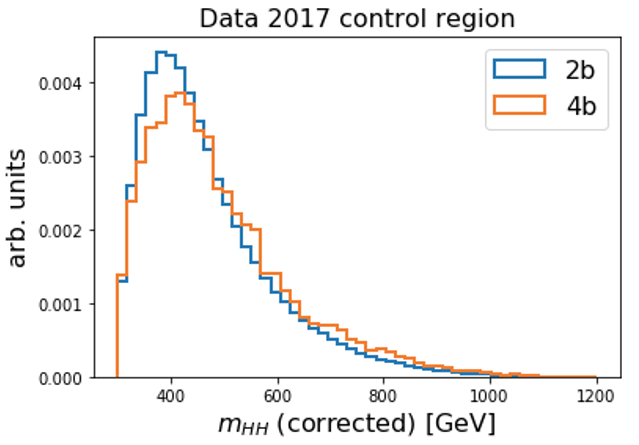 Data 2017 control region
2b
4b
0.004
0.003
0.002
0.001
0.000
arb. units
400 600 800 1000 1200
m_HH (corrected) [GeV]